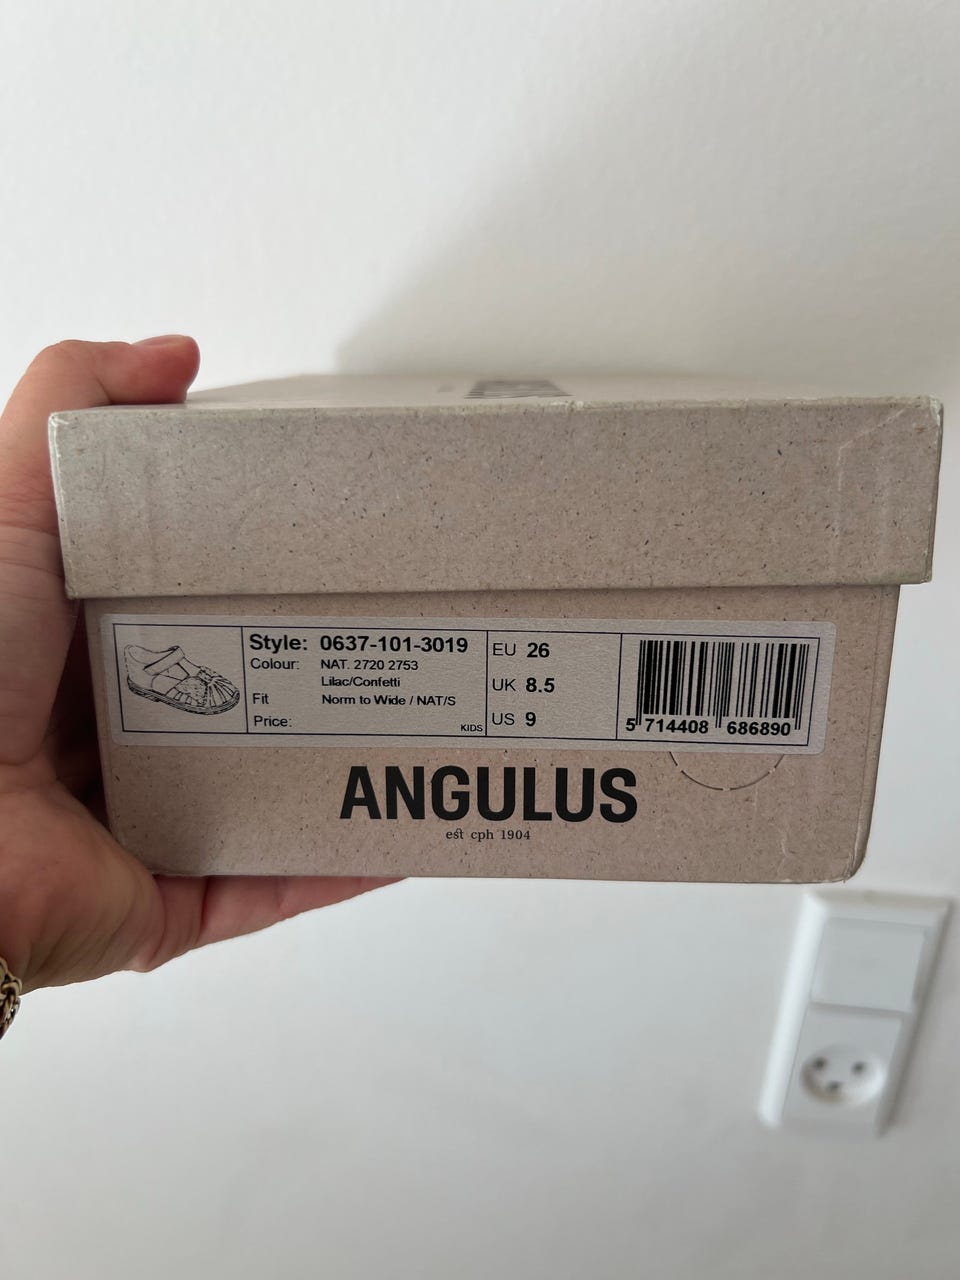 Style: 0637-101-3019
Colour: NAT. 2720 2753
Lilac/Confetti
Fit Norm to Wide / NAT/S
Price:
KIDS
EU 26
UK 8.5
US 9
5 714408 686890
ANGULUS
est cph 1904